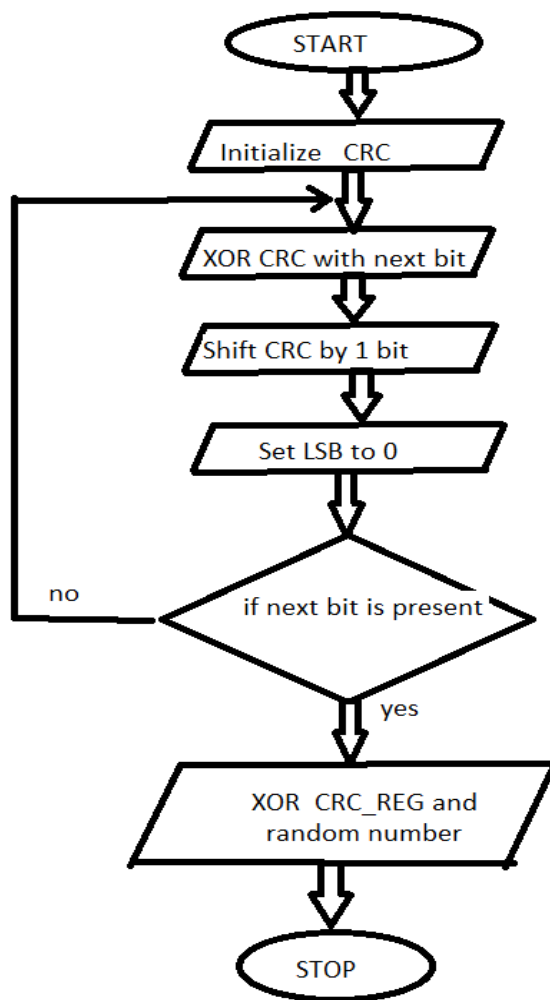 START
Initialize CRC
XOR CRC with next bit
Shift CRC by 1 bit
Set LSB to 0
if next bit is present
no
yes
XOR CRC_REG and
random number
STOP